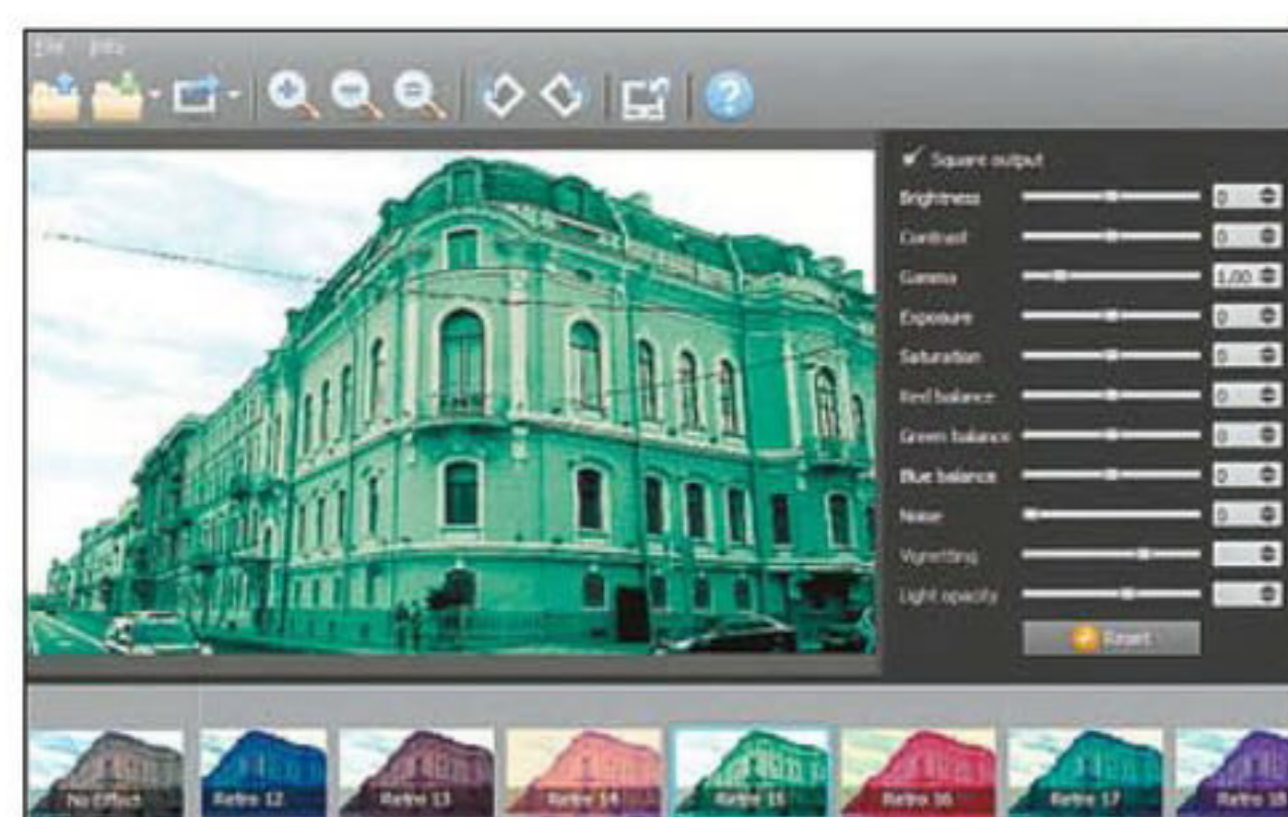 Square output
Brightness 0
Contrast 0
Gamma 1,00
Exposure 0
Saturation 0
Red balance 0
Green balance 0
Blue balance 0
Noise 0
Vignetting
Light opacity
Reset
No Effect
Retro 12
Retro 13
Retro 14
Retro 15
Retro 16
Retro 17
Retro 18